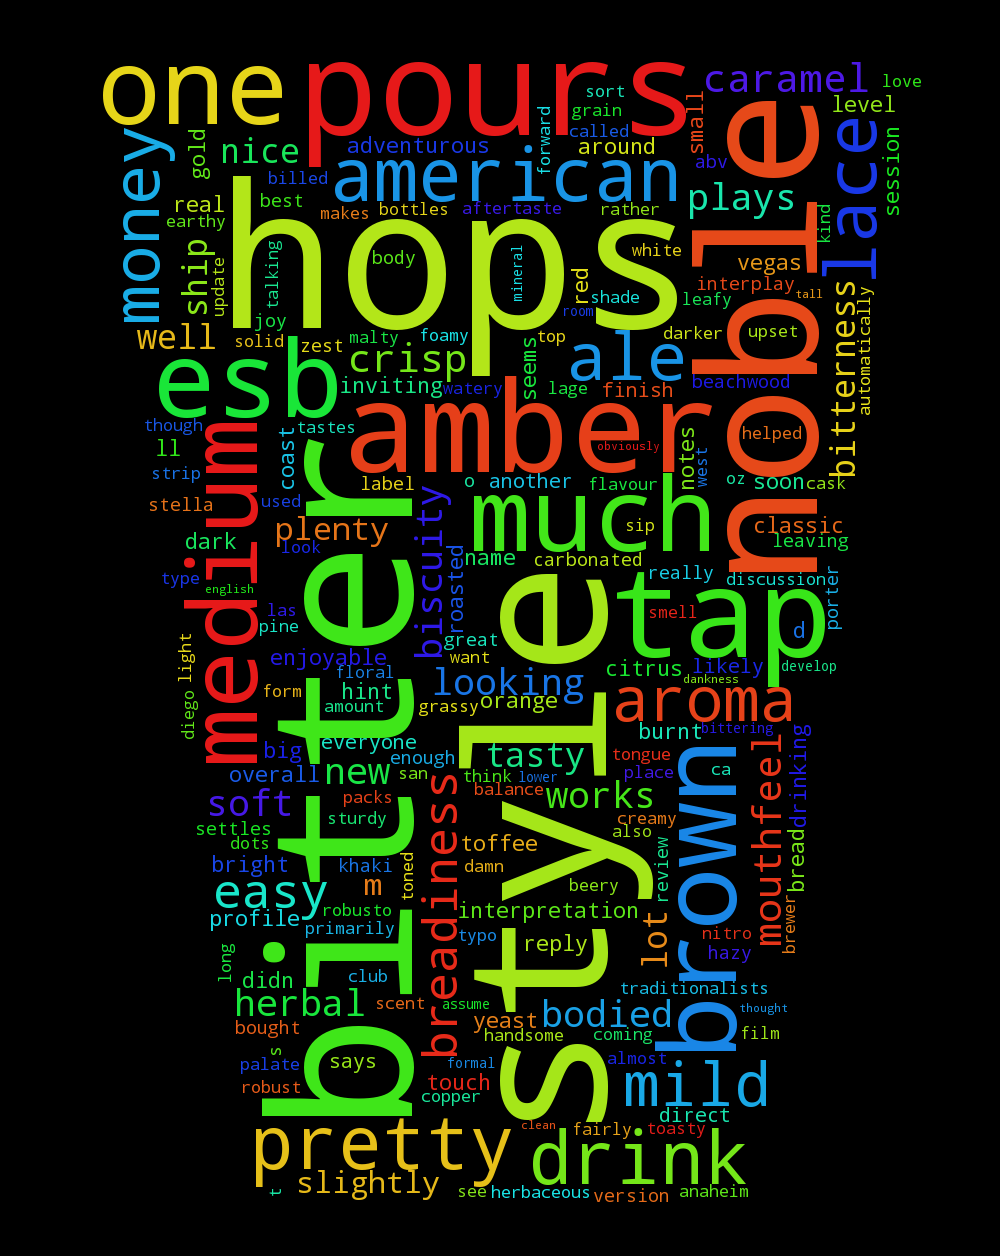 one
pours
caramel
love
sort
grain
level
called
forward
small
adventurous
around
money
gold
nice
american
noble
lace
session
abv
billed
best
real
earthy
makes
bottles
aftertaste
rather
plays
kind
hops
ship
update
talking
body
mineral
white
vegas
red
interplay
tall
shade
leafy
joy
room
well
solid
zest
malty
foamy
top
darker
upset
bitterness
automatically
esb
crisp
seems
ale
inviting
watery
lage
finish
beachwood
though
tastes
amber
obviously
helped
ll
coast
notes
west
strip
label
o
another
flavour
oz
soon
cask
stella
used
much
sip
classic
plenty
leaving
medium
bitter
dark
look
name
carbonated
biscuity
roasted
style
type
english
really
discussion
tap
porter
las
pine
smell
d
great
want
light
enjoyable
citrus
likely
develop
floral
looking
dankness
diego
form
hint
amount
grassy
orange
aroma
big
everyone
burnt
bittering
enough
tasty
tongue
drinking
overall
new
san
think
lower
place
ca
brown
mouthfeel
soft
packs
breadiness
balance
works
settles
sturdy
creamy
also
dots
toffee
bread
bright
khaki
toned
damn
review
easy
m
beery
profile
robusto
interpretation
brewer
primarily
typo
reply
lot
nitro
long
hazy
didn
club
traditionalists
herbal
scent
assume
yeast
bodied
thought
bought
handsome
coming
film
s
says
palate
formal
almost
robust
touch
mild
copper
direct
pretty
clean
fairly
toasty
drink
t
slightly
see
herbaceous
version
anaheim